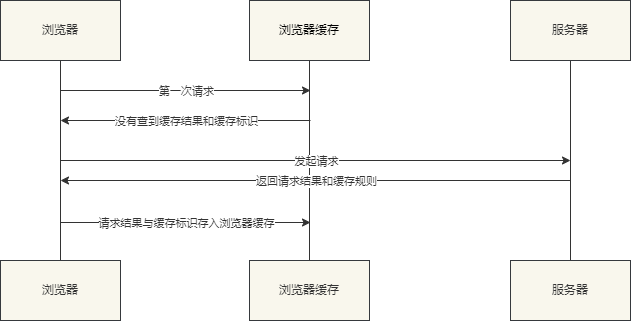 浏览器
浏览器缓存
服务器
第一次请求
没有查到缓存结果和缓存标识
发起请求
返回请求结果和缓存规则
请求结果与缓存标识存入浏览器缓存
浏览器
浏览器缓存
服务器